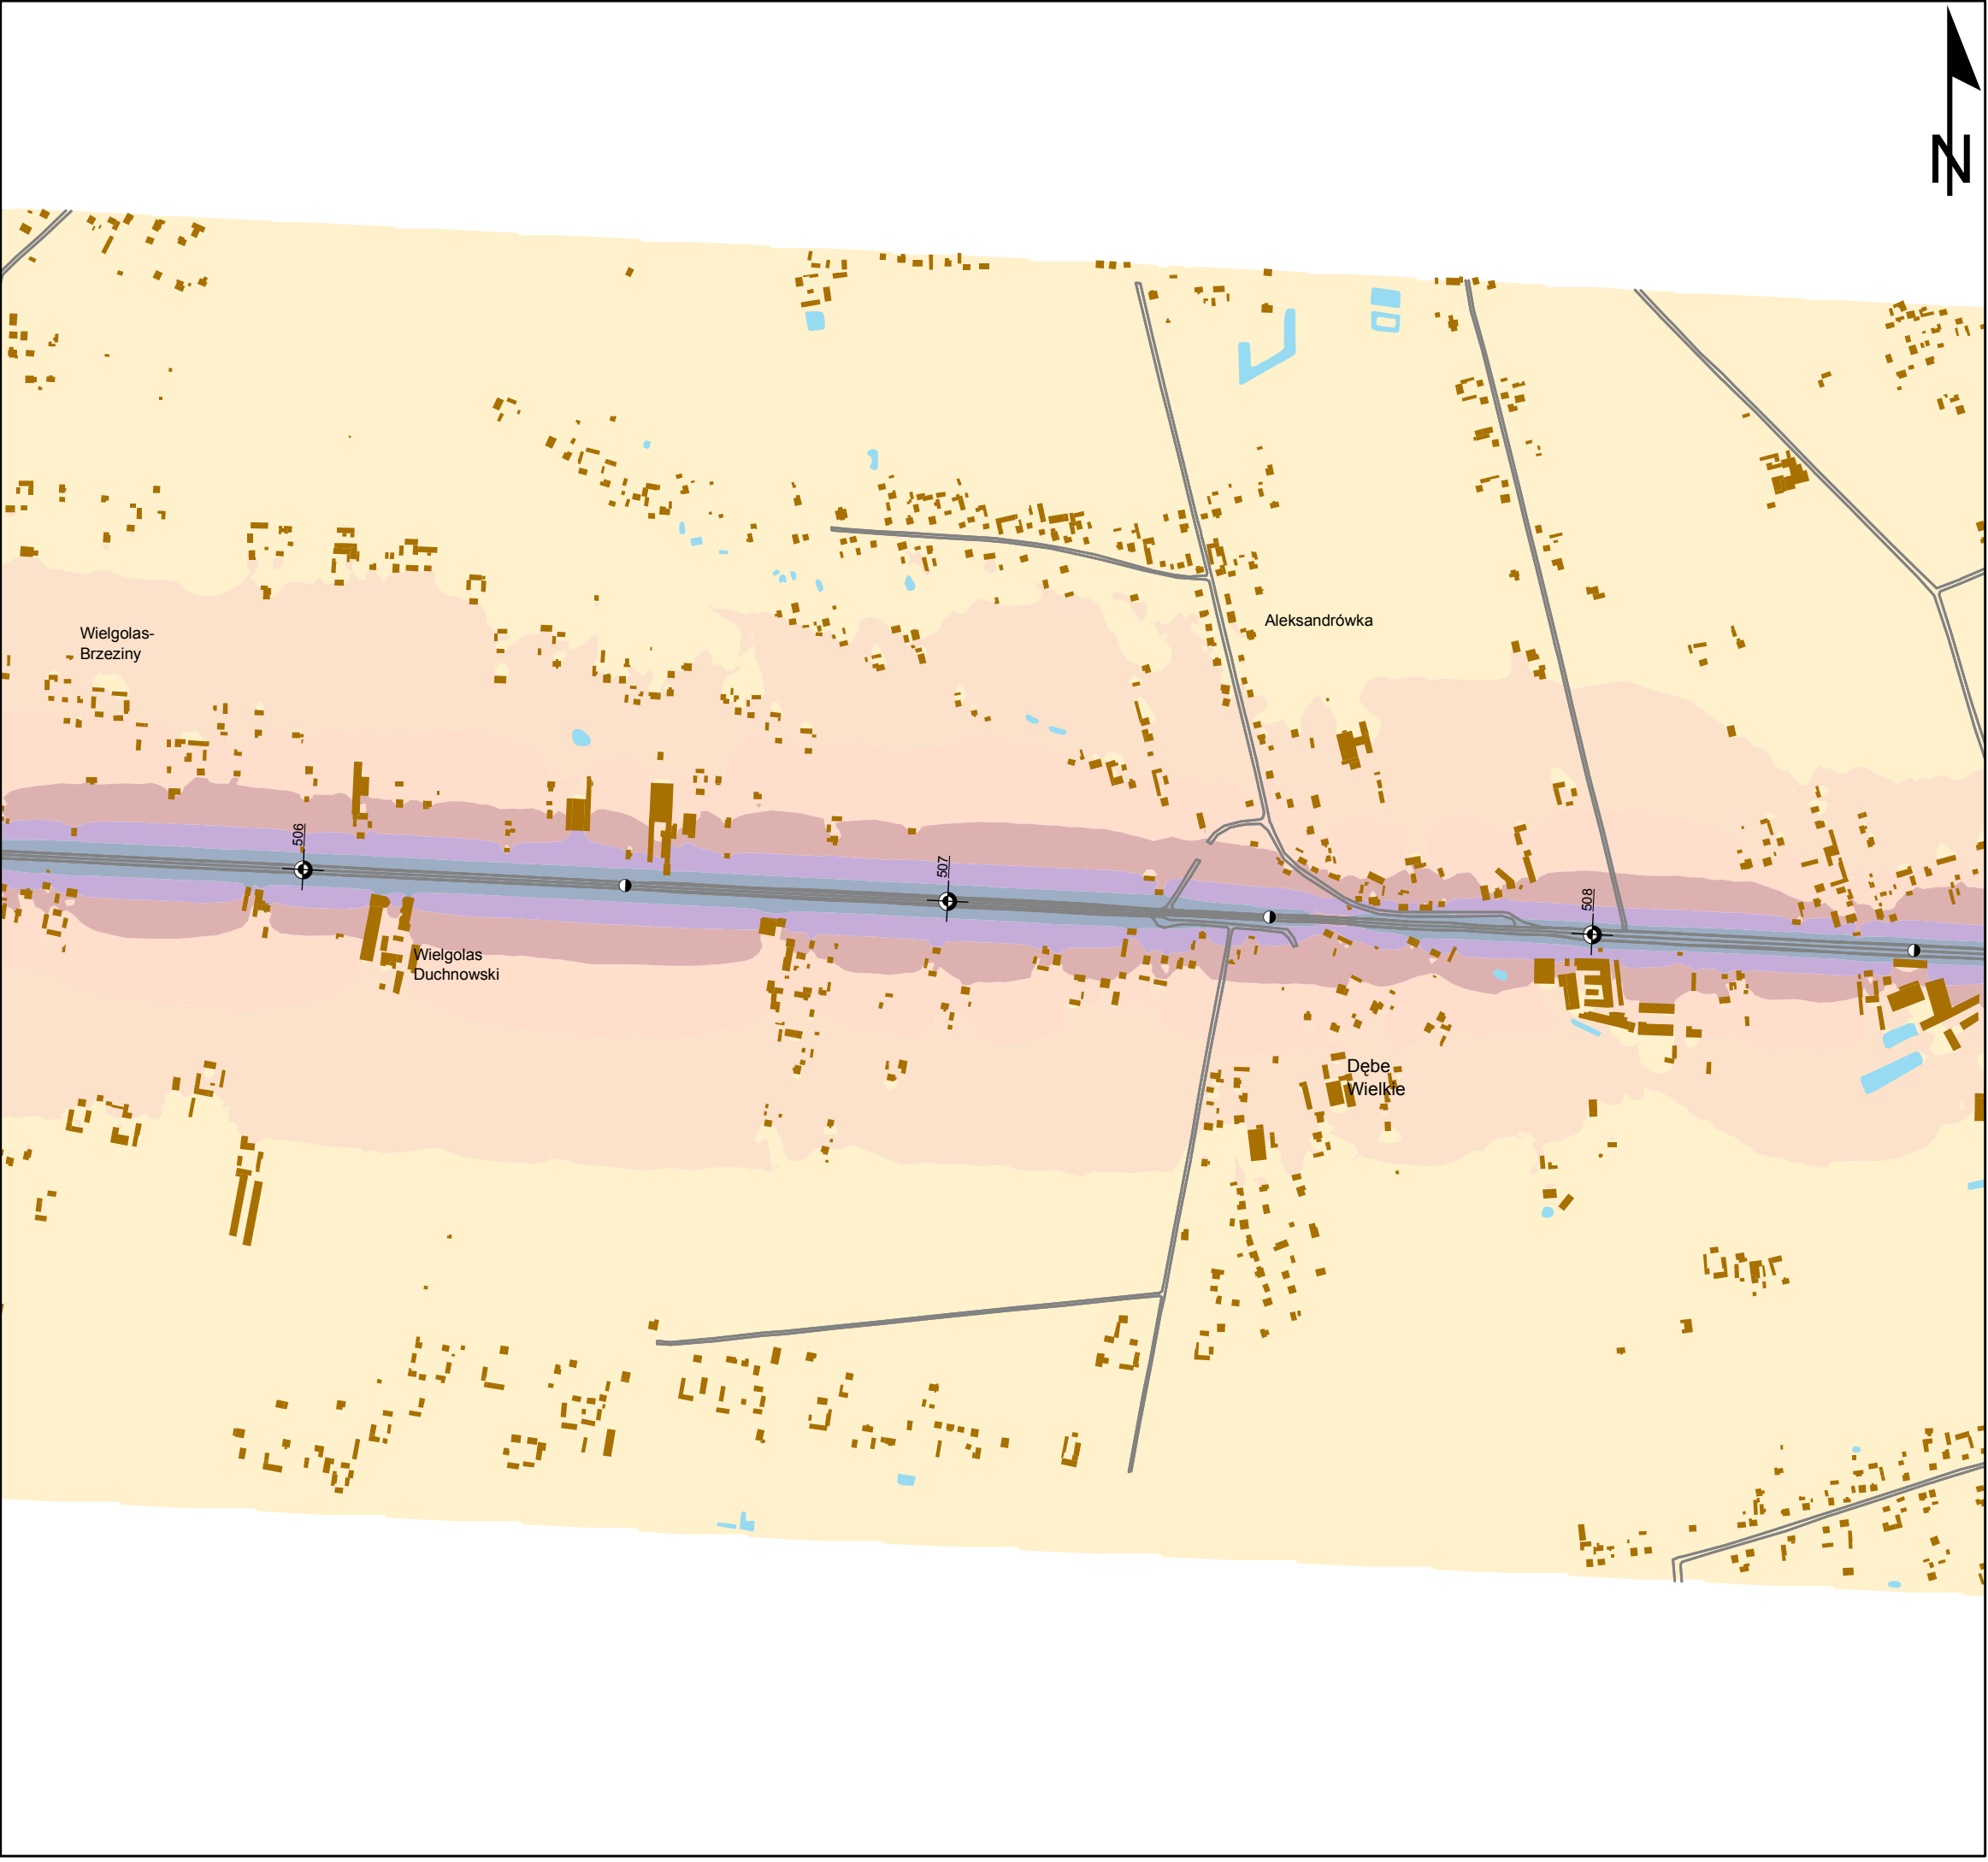 N
Aleksandrówka
Wielgolas-
Brzeziny
506
507
508
Wielgolas
Duchnowski
Dębe
Wielkie